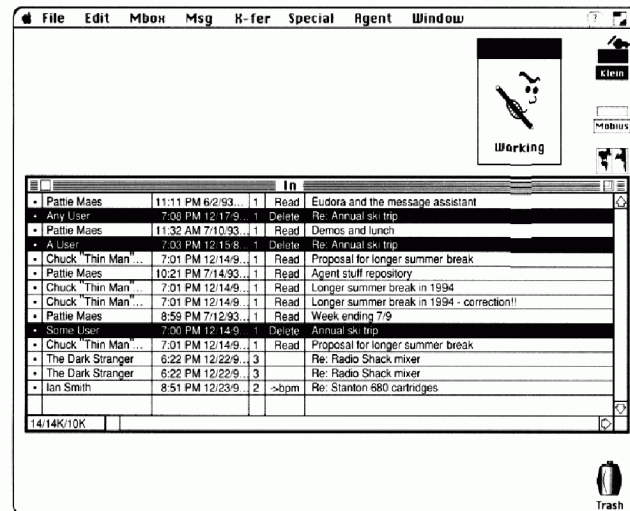 File Edit Mbox Msg X-fer Special Agent Window ?
Klein
Mobius
Working
In
• Pattie Maes 11:11 PM 6/2/93... 1 Read Eudora and the message assistant
• Any User 7:08 PM 12/17/9... 1 Delete Re: Annual ski trip
• Pattie Maes 11:32 AM 7/10/93... 1 Read Demos and lunch
• A User 7:03 PM 12/15/8... 1 Delete Re: Annual ski trip
• Chuck "Thin Man"... 7:01 PM 12/14/9... 1 Read Proposal for longer summer break
• Pattie Maes 10:21 PM 7/14/93... 1 Read Agent stuff repository
• Chuck "Thin Man"... 7:01 PM 12/14/9... 1 Read Longer summer break in 1994
• Chuck "Thin Man"... 7:01 PM 12/14/9... 1 Read Longer summer break in 1994 - correction!!
• Pattie Maes 8:59 PM 7/12/93... 1 Read Week ending 7/9
• Some User 7:00 PM 12/14/9... 1 Delete Annual ski trip
• Chuck "Thin Man"... 7:01 PM 12/14/9... 1 Read Proposal for longer summer break
• The Dark Stranger 6:22 PM 12/22/9... 3 Re: Radio Shack mixer
• The Dark Stranger 6:22 PM 12/22/9... 3 Re: Radio Shack mixer
• Ian Smith 8:51 PM 12/23/9... 2 ->bpm Re: Stanton 680 cartridges
14/14K/10K
Trash